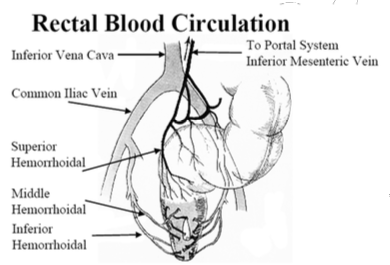 Rectal Blood Circulation
To Portal System
Inferior Mesenteric Vein
Inferior Vena Cava
Common Iliac Vein
Superior
Hemorrhoidal
Middle
Hemorrhoidal
Inferior
Hemorrhoidal